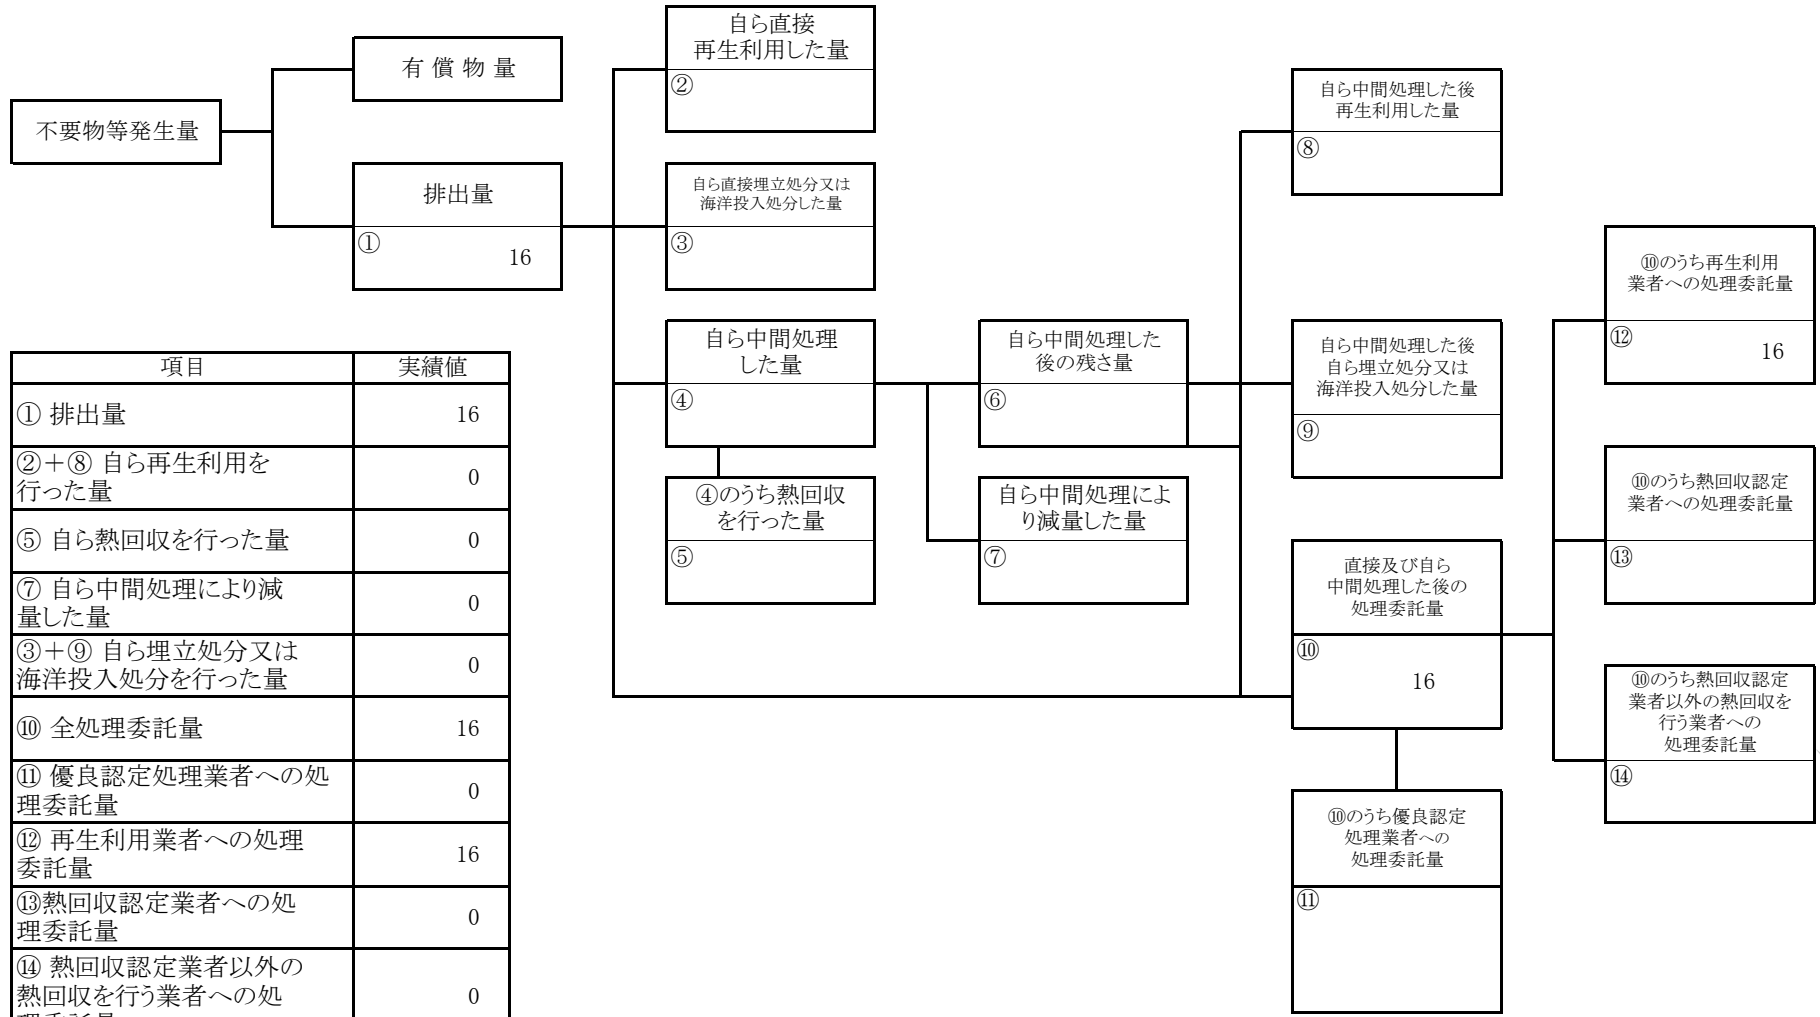 不要物等発生量
有 償 物 量
排出量
①
16
自ら直接
再生利用した量
②
自ら直接埋立処分又は
海洋投入処分した量
③
自ら中間処理
した量
④
④のうち熱回収
を行った量
⑤
自ら中間処理した
後の残さ量
⑥
自ら中間処理によ
り減量した量
⑦
自ら中間処理した後
再生利用した量
⑧
自ら中間処理した後
自ら埋立処分又は
海洋投入処分した量
⑨
直接及び自ら
中間処理した後の
処理委託量
⑩
16
⑩のうち優良認定
処理業者への
処理委託量
⑪
⑩のうち再生利用
業者への処理委託量
⑫
16
⑩のうち熱回収認定
業者への処理委託量
⑬
⑩のうち熱回収認定
業者以外の熱回収を
行う業者への
処理委託量
⑭
項目 実績値
① 排出量 16
②＋⑧ 自ら再生利用を
行った量 0
⑤ 自ら熱回収を行った量 0
⑦ 自ら中間処理により減
量した量 0
③＋⑨ 自ら埋立処分又は
海洋投入処分を行った量 0
⑩ 全処理委託量 16
⑪ 優良認定処理業者への処
理委託量 0
⑫ 再生利用業者への処理
委託量 16
⑬熱回収認定業者への処
理委託量 0
⑭ 熱回収認定業者以外の
熱回収を行う業者への処 0